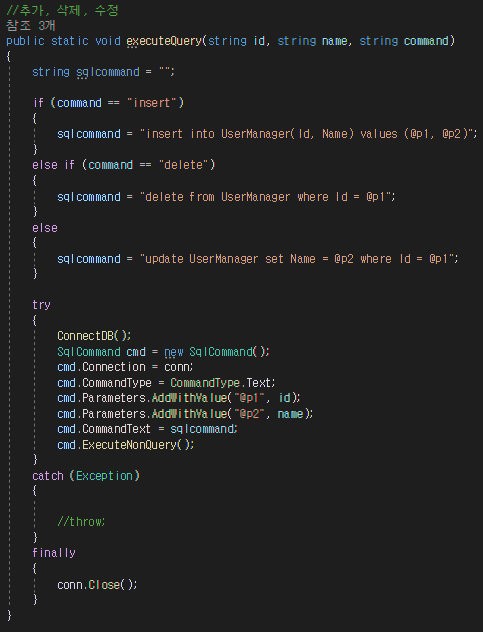 //추가, 삭제, 수정
참조 3개
public static void executeQuery(string id, string name, string command)
{
string sqlcommand = "";
if (command == "insert")
{
sqlcommand = "insert into UserManager(Id, Name) values (@p1, @p2)";
}
else if (command == "delete")
{
sqlcommand = "delete from UserManager where Id = @p1";
}
else
{
sqlcommand = "update UserManager set Name = @p2 where Id = @p1";
}
try
{
ConnectDB();
SqlCommand cmd = new SqlCommand();
cmd.Connection = conn;
cmd.CommandType = CommandType.Text;
cmd.Parameters.AddWithValue("@p1", id);
cmd.Parameters.AddWithValue("@p2", name);
cmd.CommandText = sqlcommand;
cmd.ExecuteNonQuery();
}
catch (Exception)
{
//throw;
}
finally
{
conn.Close();
}
}